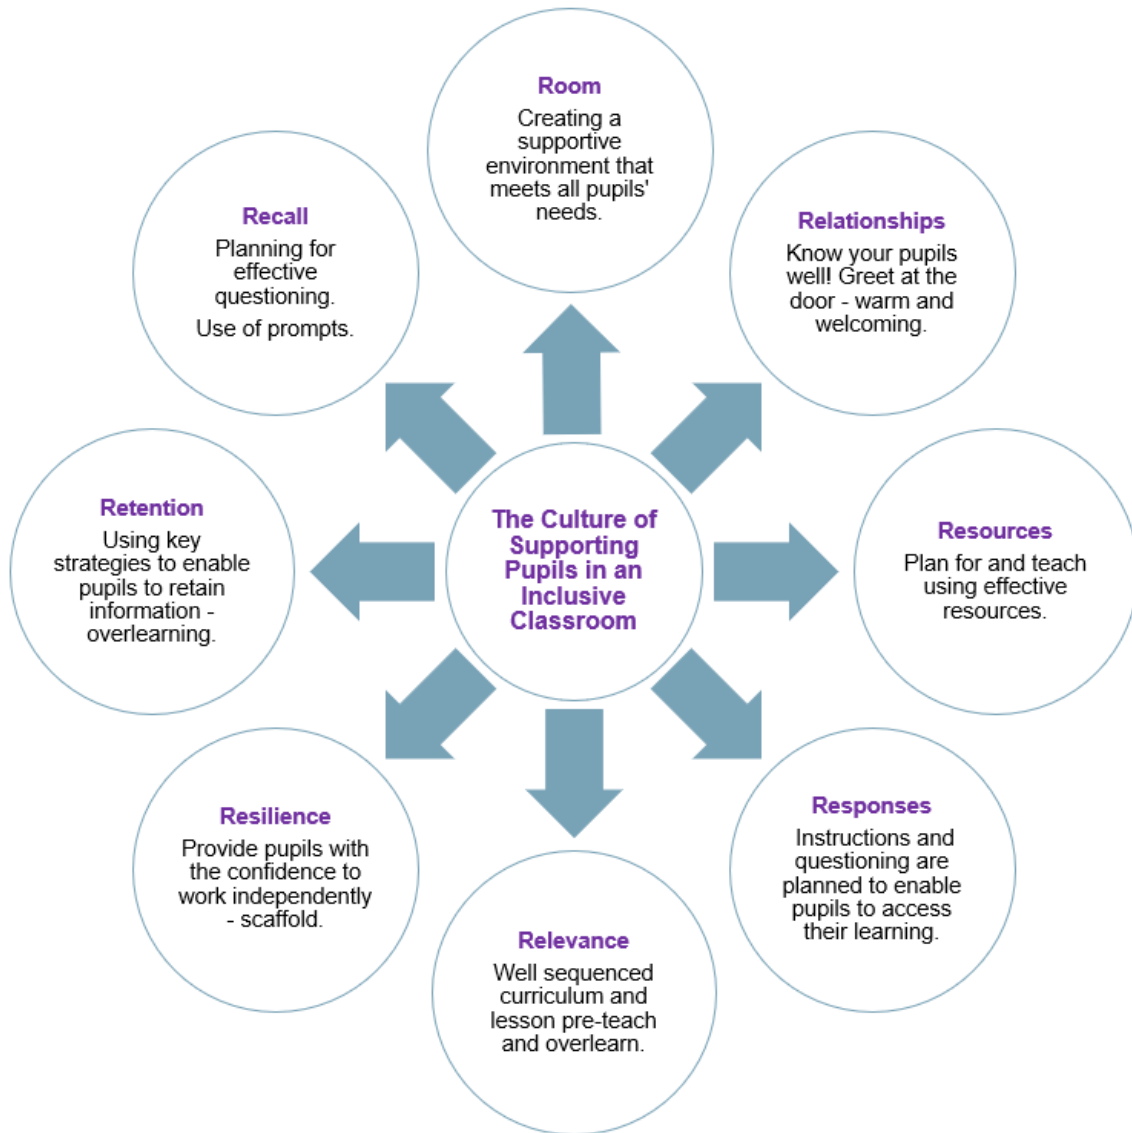 Room
Creating a
supportive
environment that
meets all pupils'
needs.
Relationships
Know your pupils
well! Greet at the
door - warm and
welcoming.
Resources
Plan for and teach
using effective
resources.
Responses
Instructions and
questioning are
planned to enable
pupils to access
their learning.
Relevance
Well sequenced
curriculum and
lesson pre-teach
and overlearn.
Resilience
Provide pupils with
the confidence to
work independently
- scaffold.
Retention
Using key
strategies to enable
pupils to retain
information -
overlearning.
Recall
Planning for
effective
questioning.
Use of prompts.
The Culture of
Supporting
Pupils in an
Inclusive
Classroom